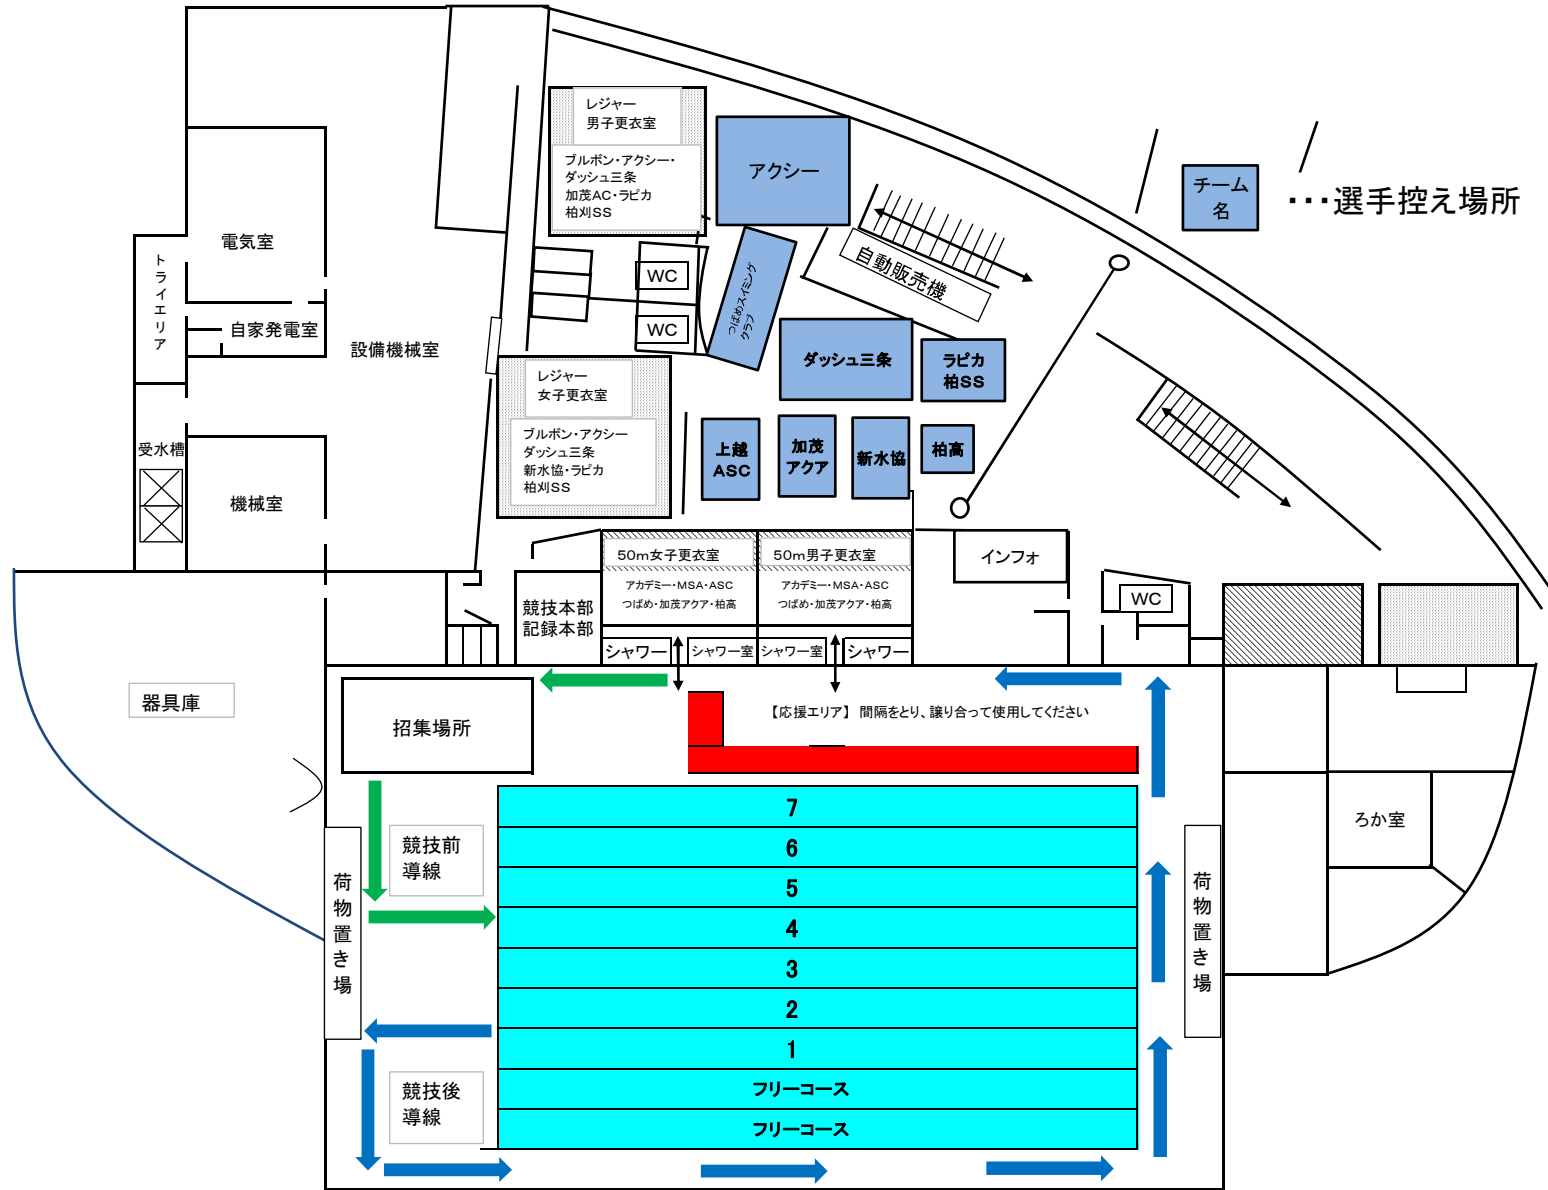 レジャー
男子更衣室
ブルボン・アクシー・
ダッシュ三条
加茂AC・ラピカ
柏刈SS
アクシー
チーム
名
･･･選手控え場所
電気室
トライエリア
自家発電室
設備機械室
WC
WC
つばめスイミング
クラブ
自動販売機
ダッシュ三条
ラピカ
柏SS
レジャー
女子更衣室
ブルボン・アクシー
ダッシュ三条
新水協・ラピカ
柏刈SS
上越
ASC
加茂
アクア
新水協
柏高
受水槽
機械室
50m女子更衣室
アカデミー・MSA・ASC
つばめ・加茂アクア・柏高
50m男子更衣室
アカデミー・MSA・ASC
つばめ・加茂アクア・柏高
インフォ
WC
競技本部
記録本部
シャワー
シャワー室
シャワー室
シャワー
器具庫
招集場所
【応援エリア】 間隔をとり、譲り合って使用してください
7
6
5
4
3
2
1
フリーコース
フリーコース
競技前
導線
荷物置き場
競技後
導線
荷物置き場
ろか室